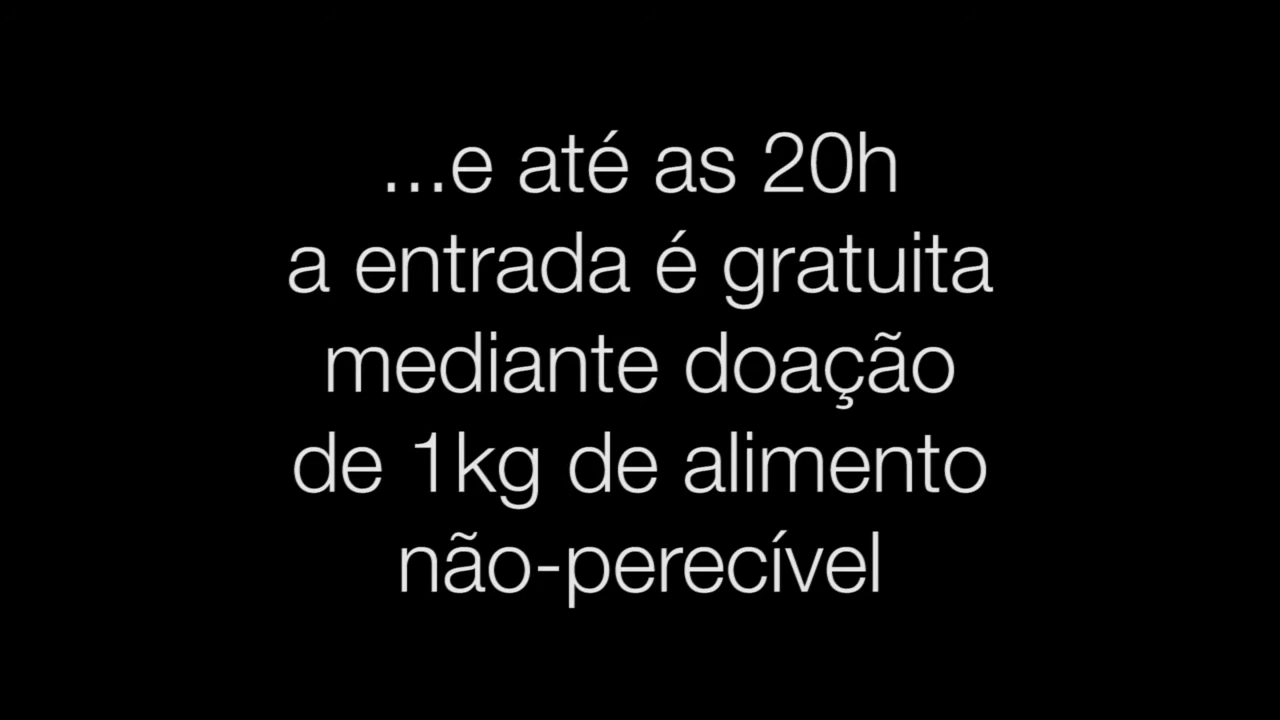 ...e até as 20h
a entrada é gratuita
mediante doação
de 1kg de alimento
não-perecível